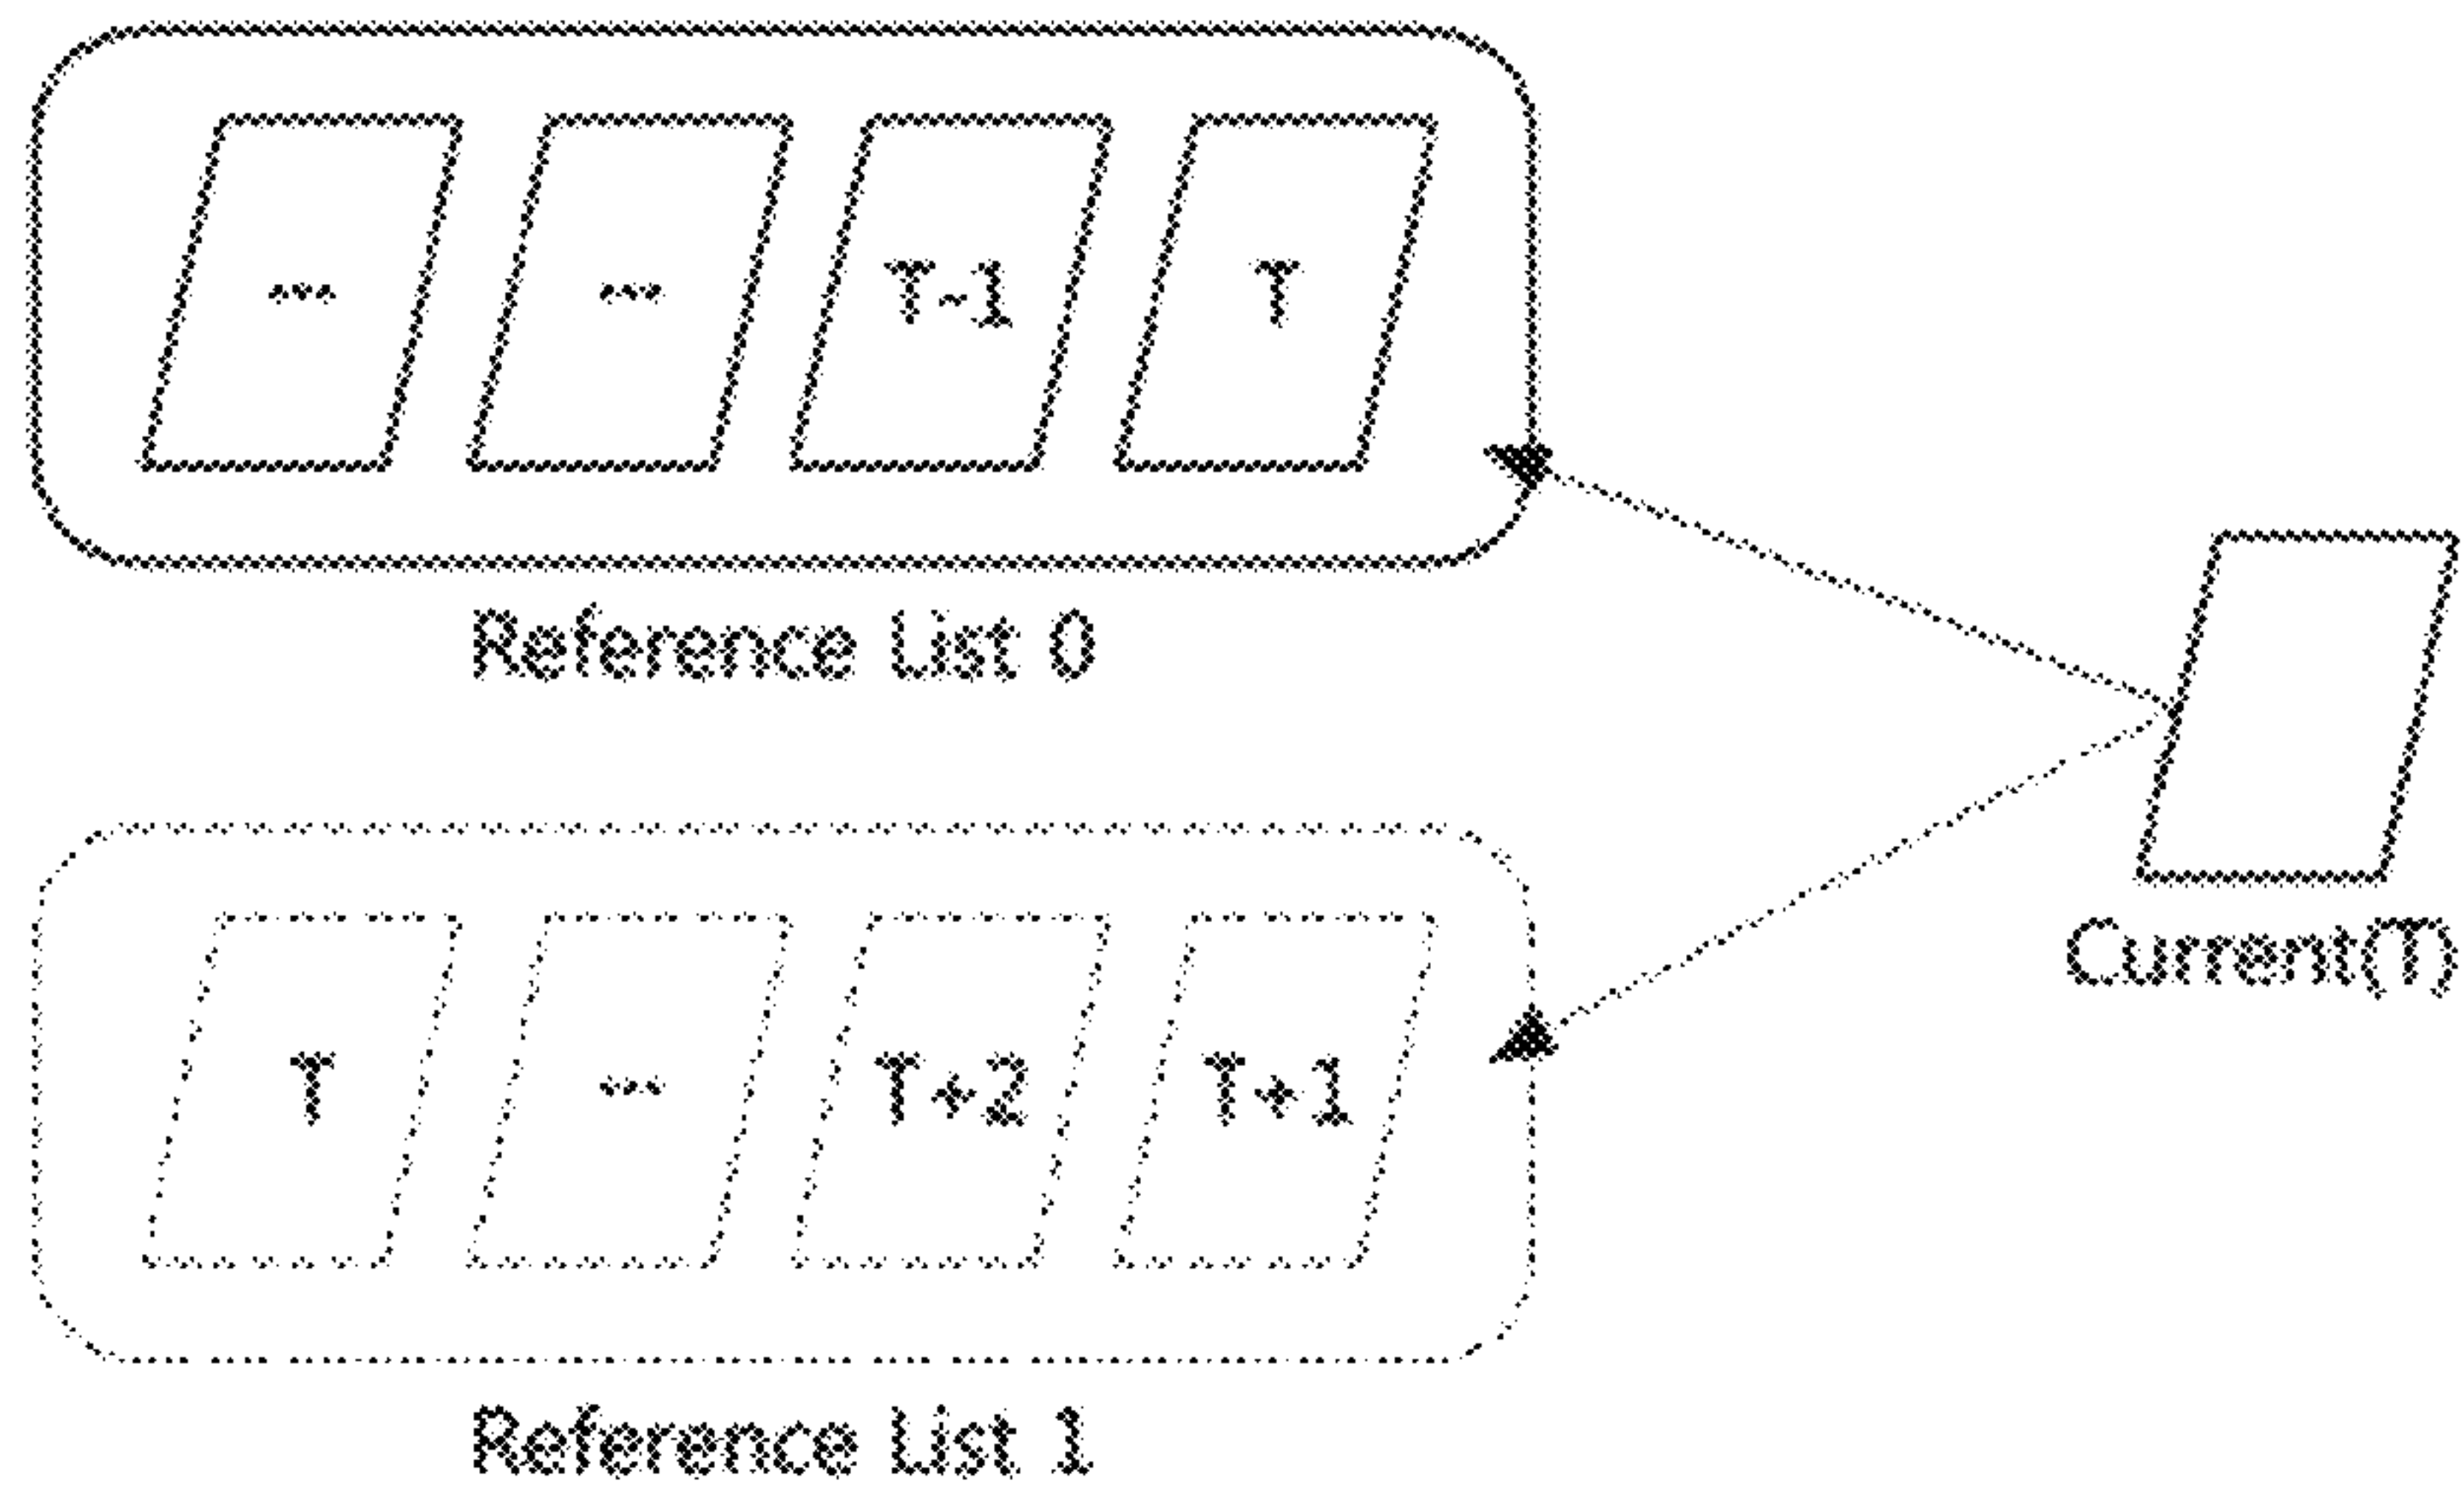 ... ... T-1 T
Reference List 0
Current(T)
T ... T+2 T+1
Reference List 1